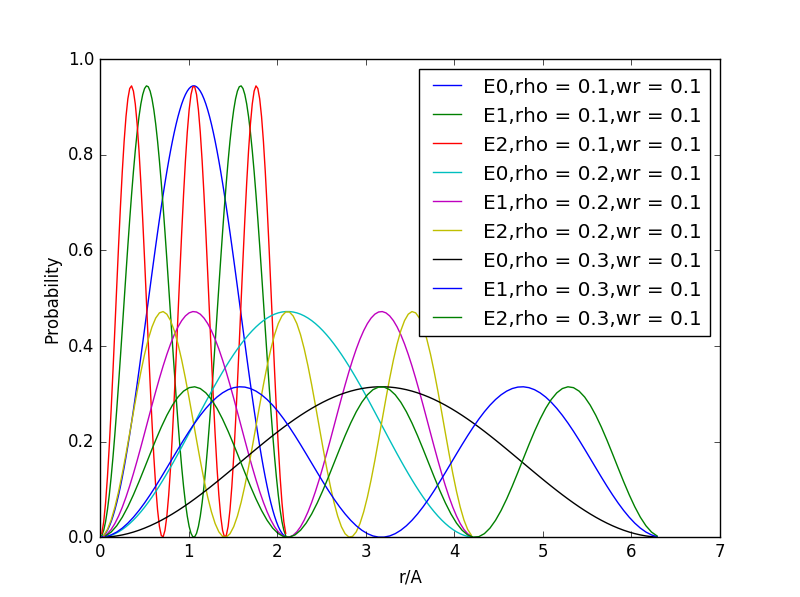 1.0
0.8
0.6
0.4
0.2
0.0
Probability
E0,rho = 0.1,wr = 0.1
E1,rho = 0.1,wr = 0.1
E2,rho = 0.1,wr = 0.1
E0,rho = 0.2,wr = 0.1
E1,rho = 0.2,wr = 0.1
E2,rho = 0.2,wr = 0.1
E0,rho = 0.3,wr = 0.1
E1,rho = 0.3,wr = 0.1
E2,rho = 0.3,wr = 0.1
0 1 2 3 4 5 6 7
r/A